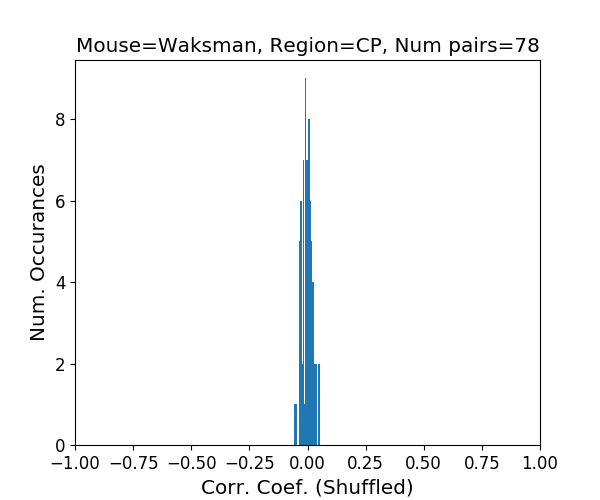 Mouse=Waksman, Region=CP, Num pairs=78
Num. Occurances
8
6
4
2
0
−1.00 −0.75 −0.50 −0.25 0.00 0.25 0.50 0.75 1.00
Corr. Coef. (Shuffled)